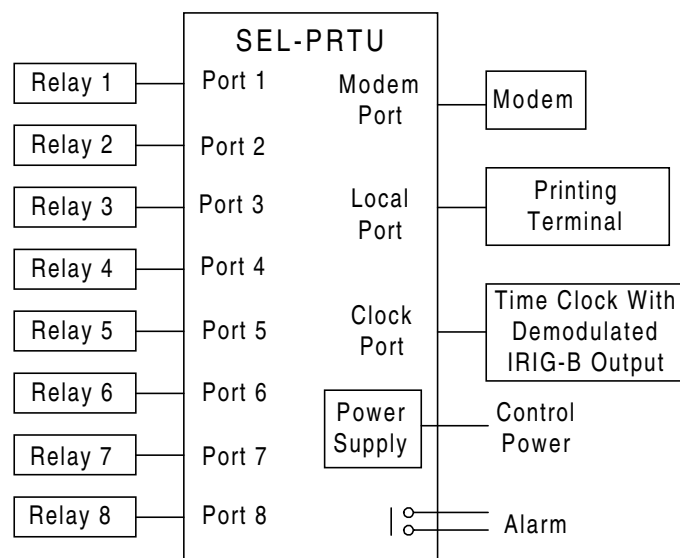 SEL-PRTU
Relay 1
Port 1
Relay 2
Port 2
Relay 3
Port 3
Relay 4
Port 4
Relay 5
Port 5
Relay 6
Port 6
Relay 7
Port 7
Relay 8
Port 8
Modem
Port
Modem
Local
Port
Printing
Terminal
Clock
Port
Time Clock With
Demodulated
IRIG-B Output
Power
Supply
Control
Power
Alarm